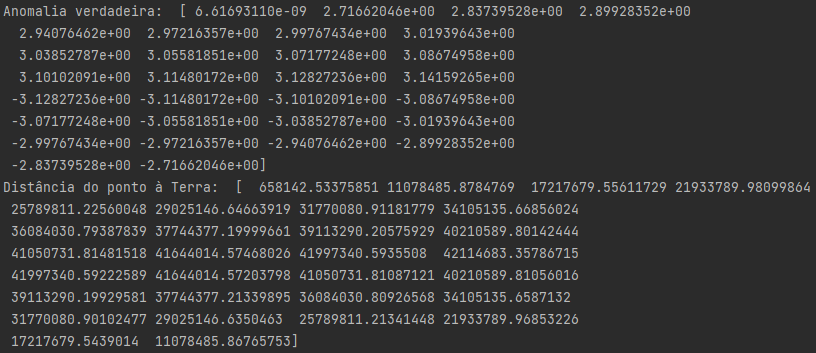 Anomalia verdadeira:  [ 6.61693110e-09  2.71662046e+00  2.83739528e+00  2.89928352e+00
  2.94076462e+00  2.97216357e+00  2.99767434e+00  3.01939643e+00
  3.03852787e+00  3.05581851e+00  3.07177248e+00  3.08674958e+00
  3.10102091e+00  3.11480172e+00  3.12827236e+00  3.14159265e+00
 -3.12827236e+00 -3.11480172e+00 -3.10102091e+00 -3.08674958e+00
 -3.07177248e+00 -3.05581851e+00 -3.03852787e+00 -3.01939643e+00
 -2.99767434e+00 -2.97216357e+00 -2.94076462e+00 -2.89928352e+00
 -2.83739528e+00 -2.71662046e+00]
Distância do ponto à Terra:  [  658142.53375851 11078485.8784769  17217679.55611729 21933789.98099864
 25789811.22560048 29025146.64663919 31770080.91181779 34105135.66856024
 36084030.79387839 37744377.19999661 39113290.20575929 40210589.80142444
 41050731.81481518 41644014.57468026 41997340.5935508  42114683.35786715
 41997340.59222589 41644014.57203798 41050731.81087121 40210589.81056016
 39113290.19929581 37744377.21339895 36084030.80926568 34105135.6587132
 31770080.90102477 29025146.6350463  25789811.21341448 21933789.96853226
 17217679.5439014  11078485.86765753]